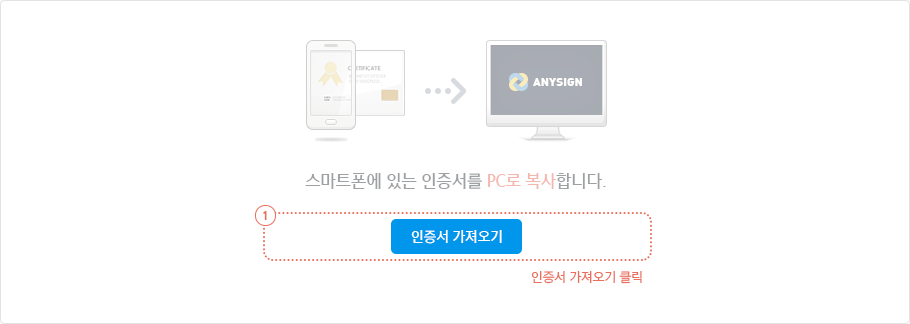 CERTIFICATE
ANYSIGN
스마트폰에 있는 인증서를 PC로 복사합니다.
1
인증서 가져오기
인증서 가져오기 클릭